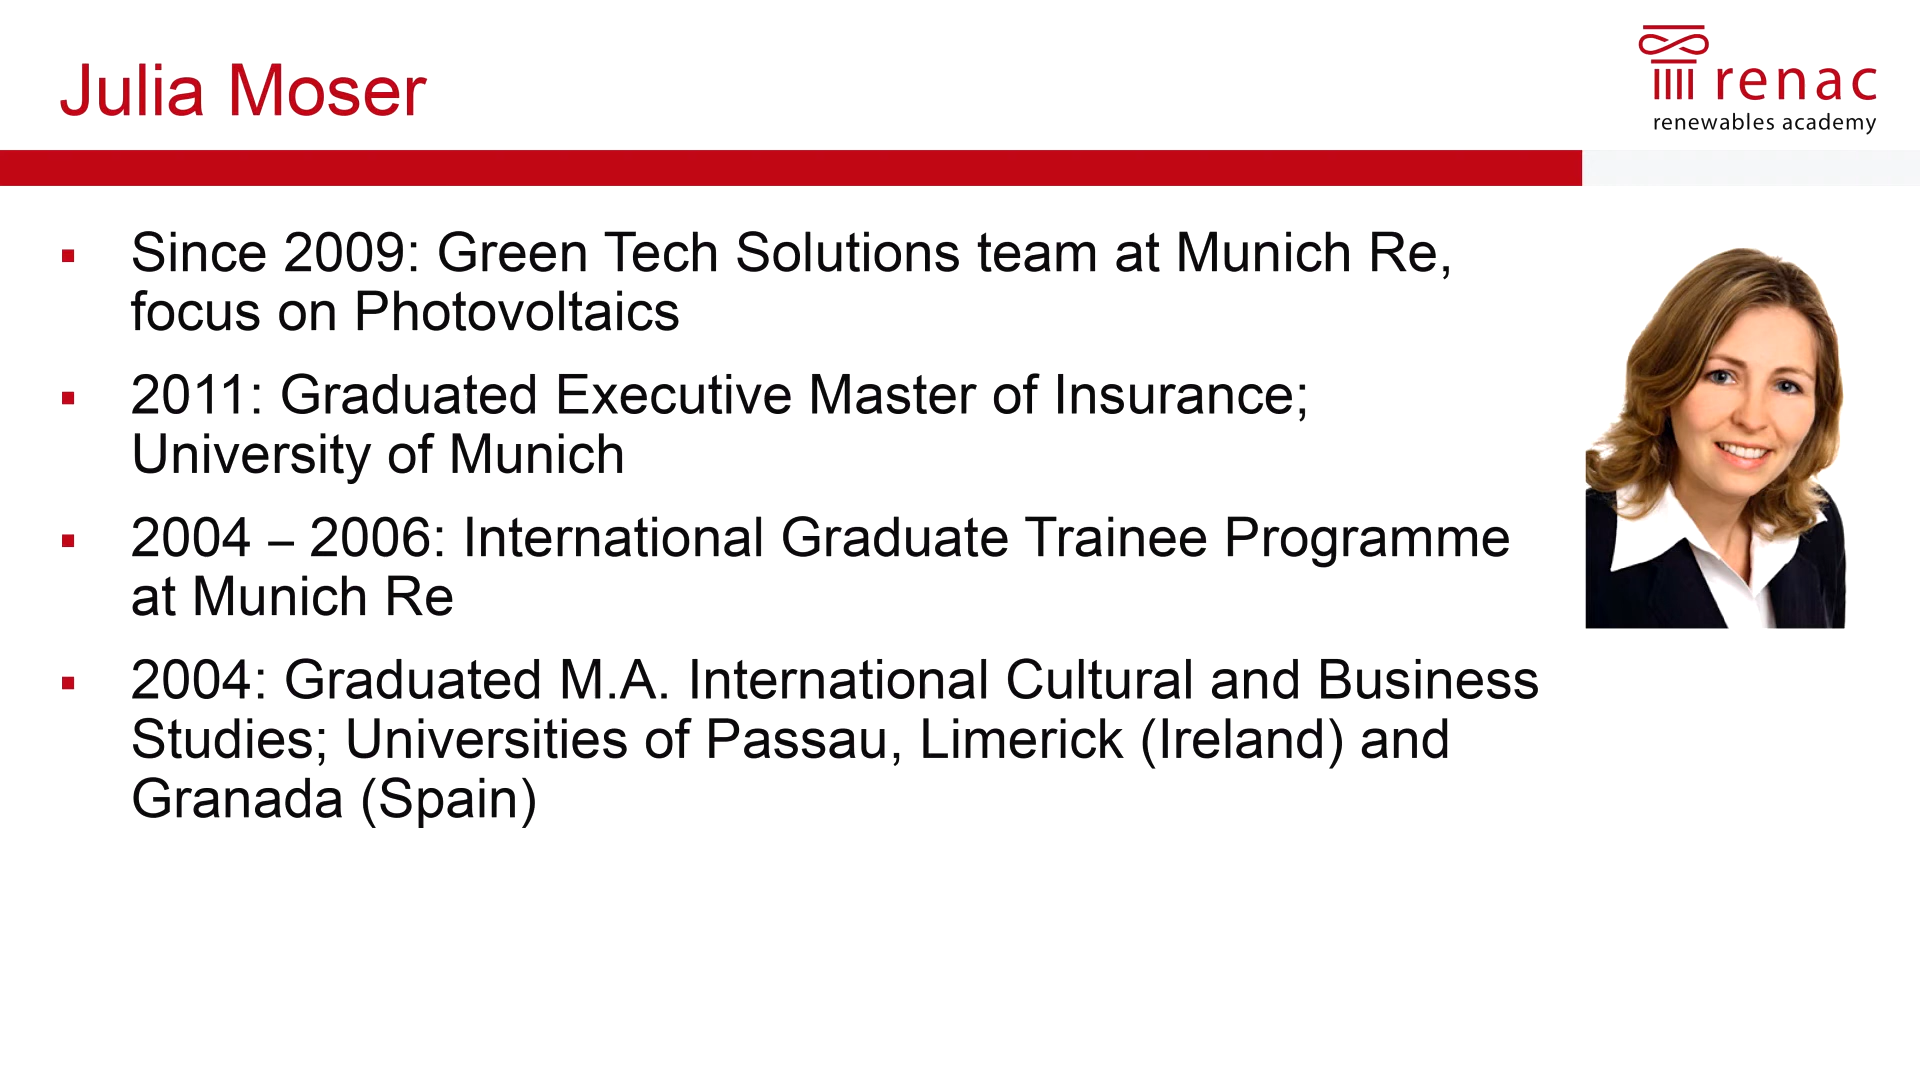 Julia Moser
renac
renewables academy
▪ Since 2009: Green Tech Solutions team at Munich Re,
focus on Photovoltaics
▪ 2011: Graduated Executive Master of Insurance;
University of Munich
▪ 2004 – 2006: International Graduate Trainee Programme
at Munich Re
▪ 2004: Graduated M.A. International Cultural and Business
Studies; Universities of Passau, Limerick (Ireland) and
Granada (Spain)